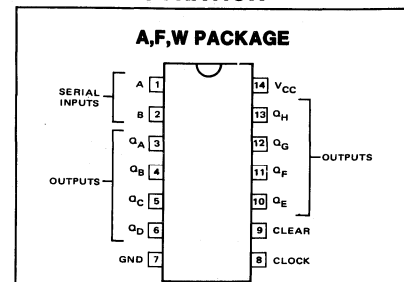 A,F,W PACKAGE
SERIAL INPUTS
A 1
B 2
OUTPUTS
QA 3
QB 4
QC 5
QD 6
GND 7
14 VCC
13 QH
12 QG
11 QF
10 QE
OUTPUTS
9 CLEAR
8 CLOCK